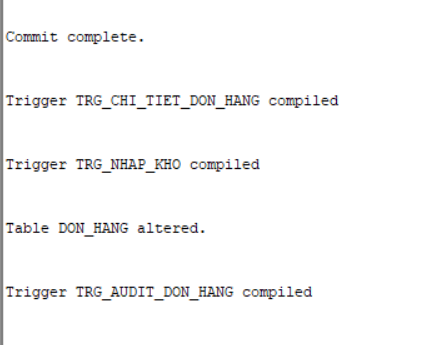 Commit complete.
Trigger TRG_CHI_TIET_DON_HANG compiled
Trigger TRG_NHAP_KHO compiled
Table DON_HANG altered.
Trigger TRG_AUDIT_DON_HANG compiled